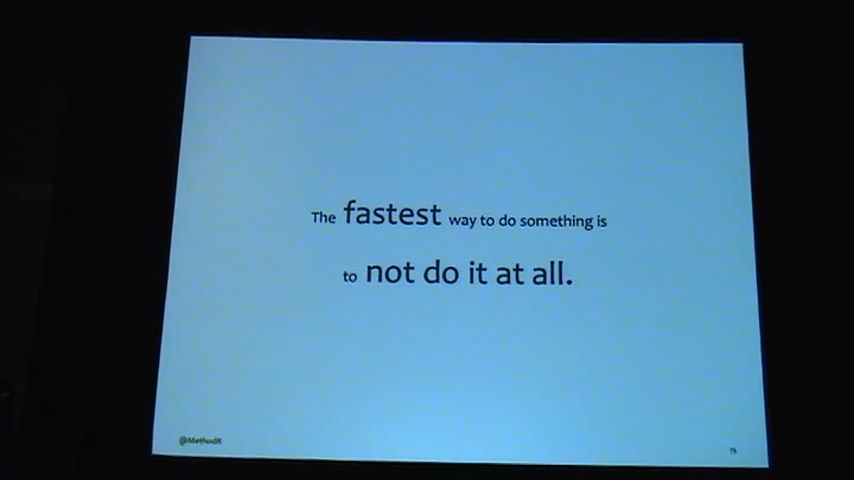 The fastest way to do something is
to not do it at all.
@MethodR